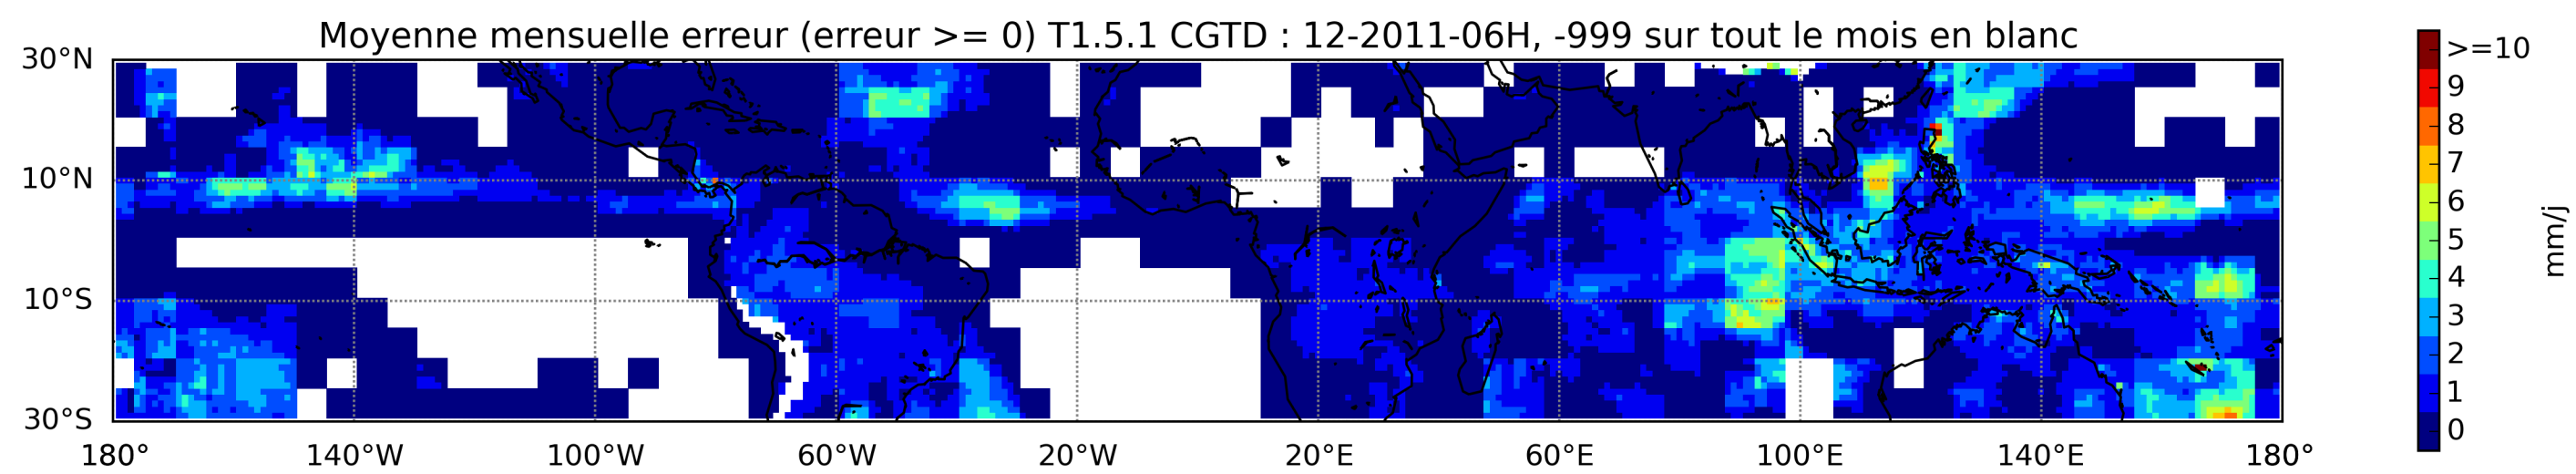 Moyenne mensuelle erreur (erreur >= 0) T1.5.1 CGTD : 12-2011-06H, -999 sur tout le mois en blanc
30°N
10°N
10°S
30°S
180° 140°W 100°W 60°W 20°W 20°E 60°E 100°E 140°E 180°
>=10
9
8
7
6
5
4
3
2
1
0
mm/j